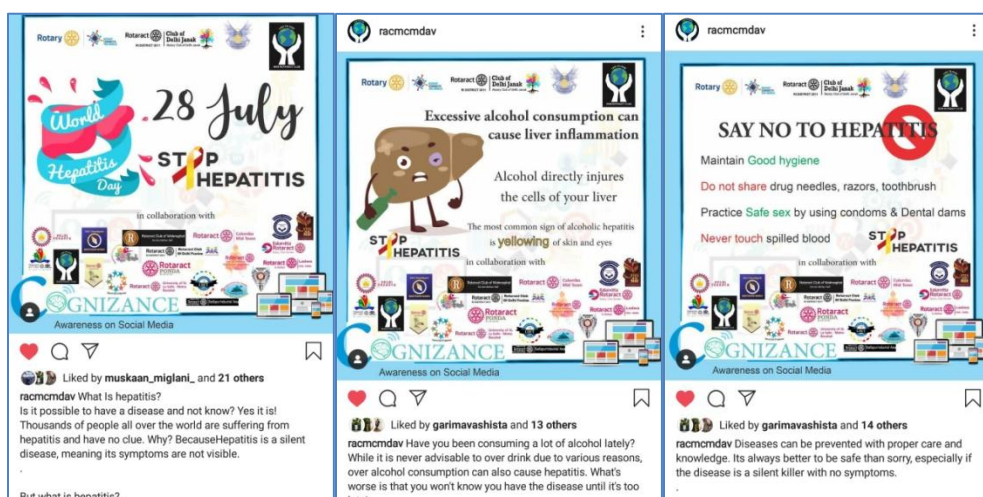 Rotary
Rotaract
Club of
Delhi Janak
28 July
World
Hepatitis
Day
STOP
HEPATITIS
in collaboration with
Rotaract
PONDA
COGNIZANCE
Awareness on Social Media
Liked by muskaan_miglani_ and 21 others
racmcmdav What Is hepatitis?
Is it possible to have a disease and not know? Yes it is!
Thousands of people all over the world are suffering from
hepatitis and have no clue. Why? BecauseHepatitis is a silent
disease, meaning its symptoms are not visible.
.
But what is hepatitis?
racmcmdav
Rotary
Rotaract
Club of
Delhi Janak
Excessive alcohol consumption can
cause liver inflammation
Alcohol directly injures
the cells of your liver
The most common sign of alcoholic hepatitis
is yellowing of skin and eyes
STOP
HEPATITIS
in collaboration with
Rotaract
PONDA
COGNIZANCE
Awareness on Social Media
Liked by garimavashista and 13 others
racmcmdav Have you been consuming a lot of alcohol lately?
While it is never advisable to over drink due to various reasons,
over alcohol consumption can also cause hepatitis. What's
worse is that you won't know you have the disease until it's too
racmcmdav
Rotary
Rotaract
Club of
Delhi Janak
SAY NO TO HEPATITIS
Maintain Good hygiene
Do not share drug needles, razors, toothbrush
Practice Safe sex by using condoms & Dental dams
Never touch spilled blood
STOP
HEPATITIS
in collaboration with
Rotaract
PONDA
COGNIZANCE
Awareness on Social Media
Liked by garimavashista and 14 others
racmcmdav Diseases can be prevented with proper care and
knowledge. Its always better to be safe than sorry, especially if
the disease is a silent killer with no symptoms.
.